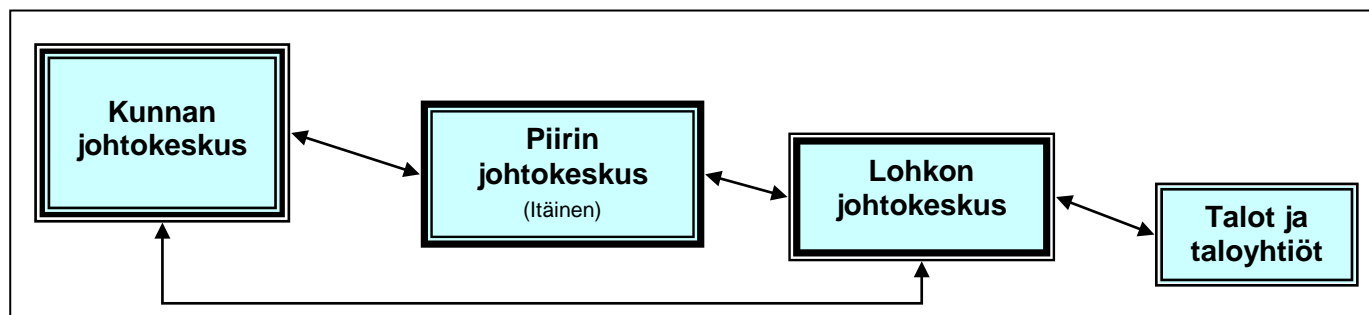 Kunnan
johtokeskus
Piirin
johtokeskus
(Itäinen)
Lohkon
johtokeskus
Talot ja
taloyhtiöt